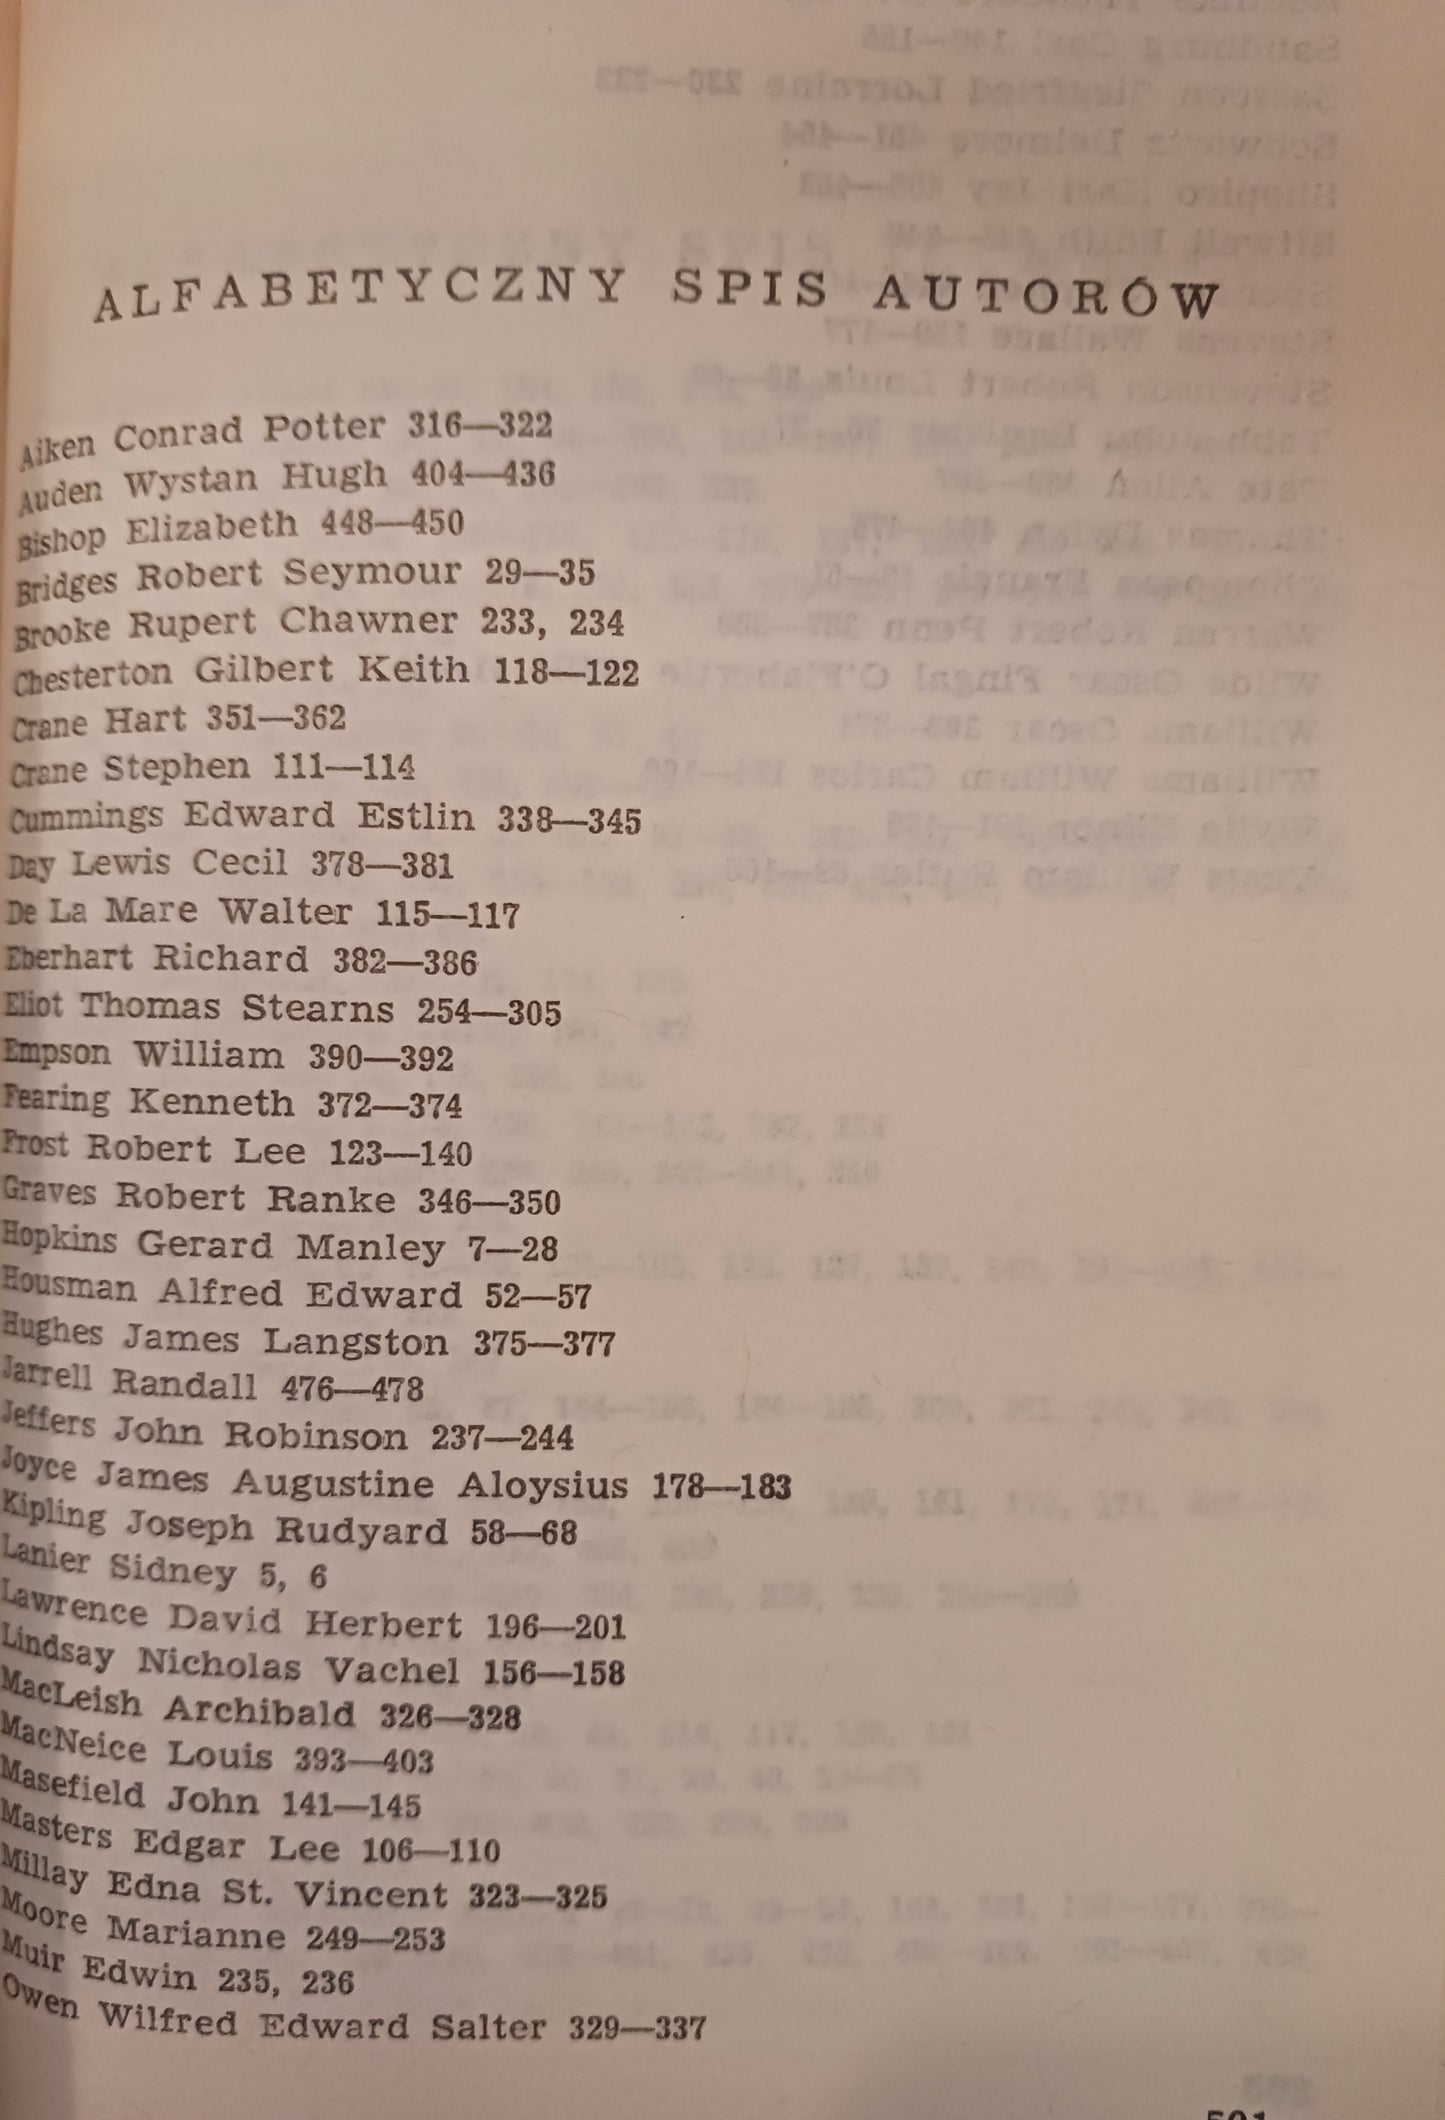 ALFABETYCZNY SPIS AUTORÓW
Aiken Conrad Potter 316—322
Auden Wystan Hugh 404—436
Bishop Elizabeth 448—450
Bridges Robert Seymour 29—35
Brooke Rupert Chawner 233, 234
Chesterton Gilbert Keith 118—122
Crane Hart 351—362
Crane Stephen 111—114
Cummings Edward Estlin 338—345
Day Lewis Cecil 378—381
De La Mare Walter 115—117
Eberhart Richard 382—386
Eliot Thomas Stearns 254—305
Empson William 390—392
Fearing Kenneth 372—374
Frost Robert Lee 123—140
Graves Robert Ranke 346—350
Hopkins Gerard Manley 7—28
Housman Alfred Edward 52—57
Hughes James Langston 375—377
Jarrell Randall 476—478
Jeffers John Robinson 237—244
Joyce James Augustine Aloysius 178—183
Kipling Joseph Rudyard 58—68
Lanier Sidney 5, 6
Lawrence David Herbert 196—201
Lindsay Nicholas Vachel 156—158
MacLeish Archibald 326—328
MacNeice Louis 393—403
Masefield John 141—145
Masters Edgar Lee 106—110
Millay Edna St. Vincent 323—325
Moore Marianne 249—253
Muir Edwin 235, 236
Owen Wilfred Edward Salter 329—337